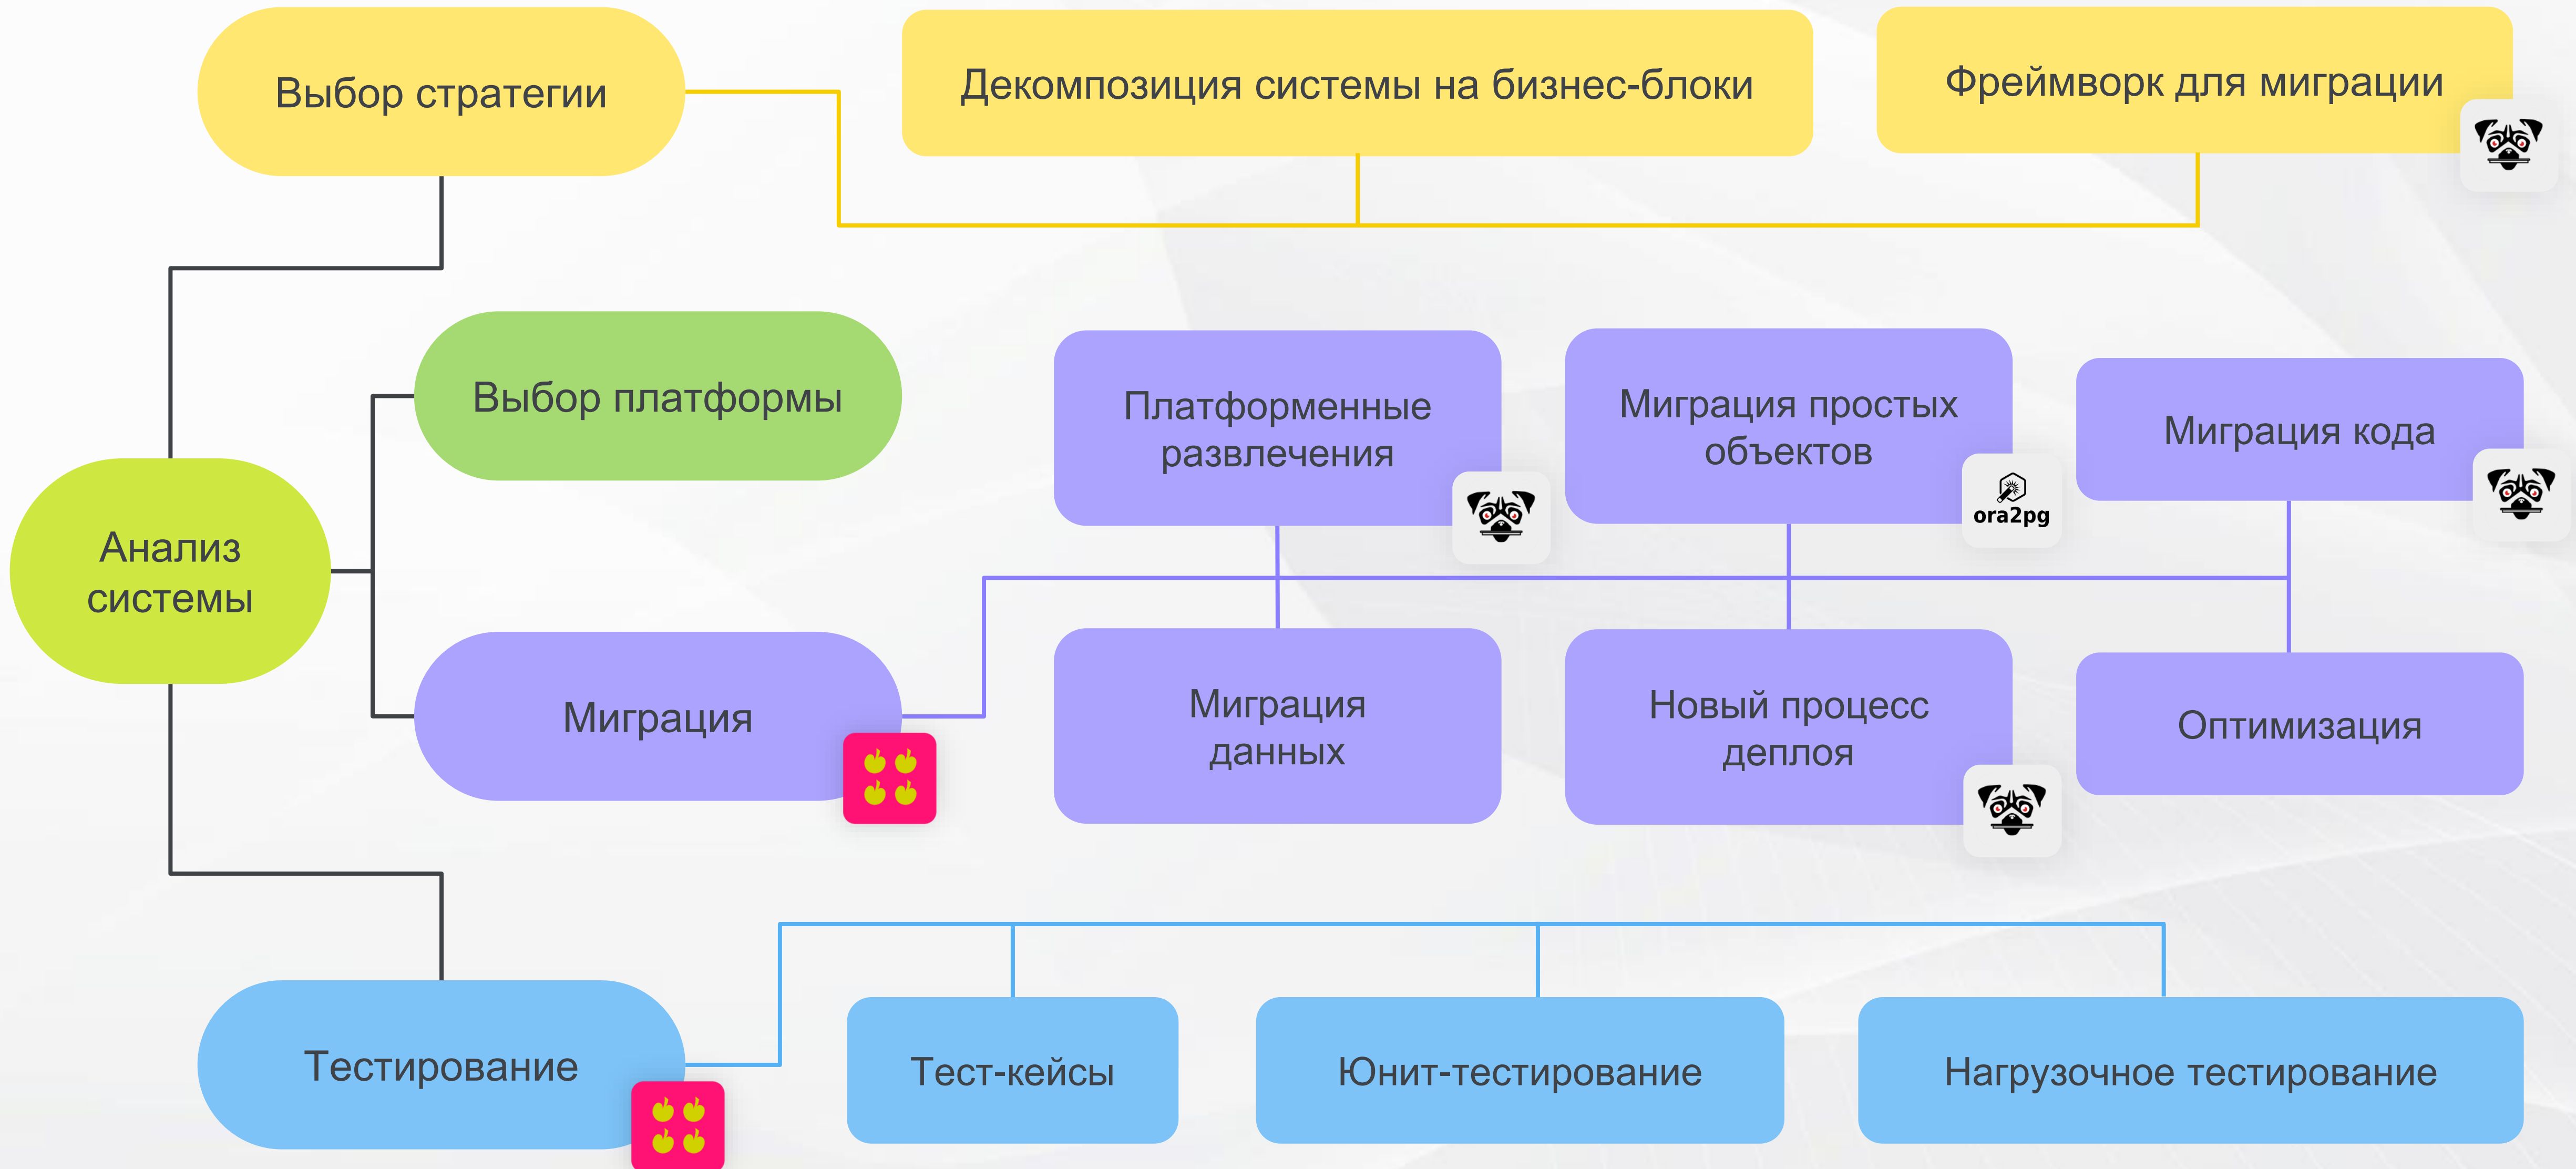 Выбор стратегии
Декомпозиция системы на бизнес-блоки
Фреймворк для миграции
Выбор платформы
Платформенные
развлечения
Миграция простых
объектов
ora2pg
Миграция кода
Анализ
системы
Миграция
Миграция
данных
Новый процесс
деплоя
Оптимизация
Тестирование
Тест-кейсы
Юнит-тестирование
Нагрузочное тестирование